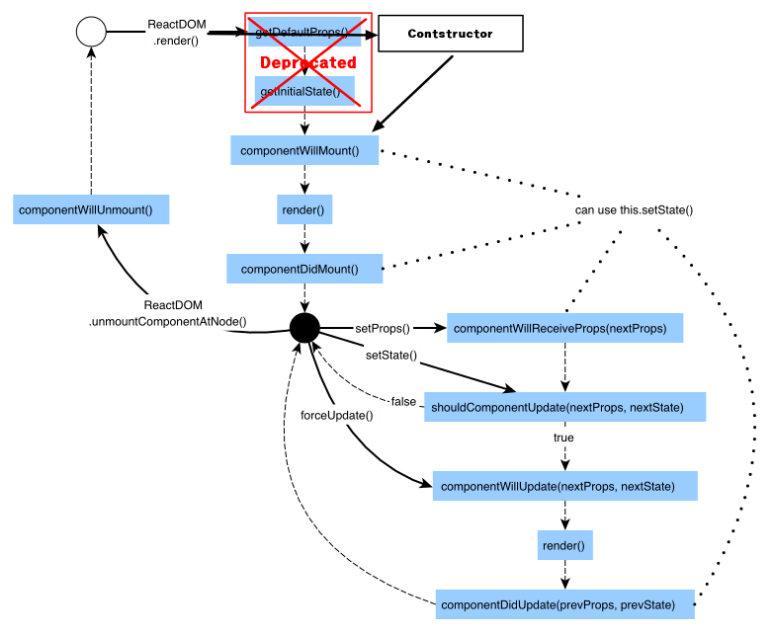 ReactDOM
.render()
getDefaultProps()
Contstructor
Deprecated
getInitialState()
componentWillMount()
componentWillUnmount()
render()
can use this.setState()
componentDidMount()
ReactDOM
.unmountComponentAtNode()
setProps()
componentWillReceiveProps(nextProps)
setState()
false
shouldComponentUpdate(nextProps, nextState)
forceUpdate()
true
componentWillUpdate(nextProps, nextState)
render()
componentDidUpdate(prevProps, prevState)